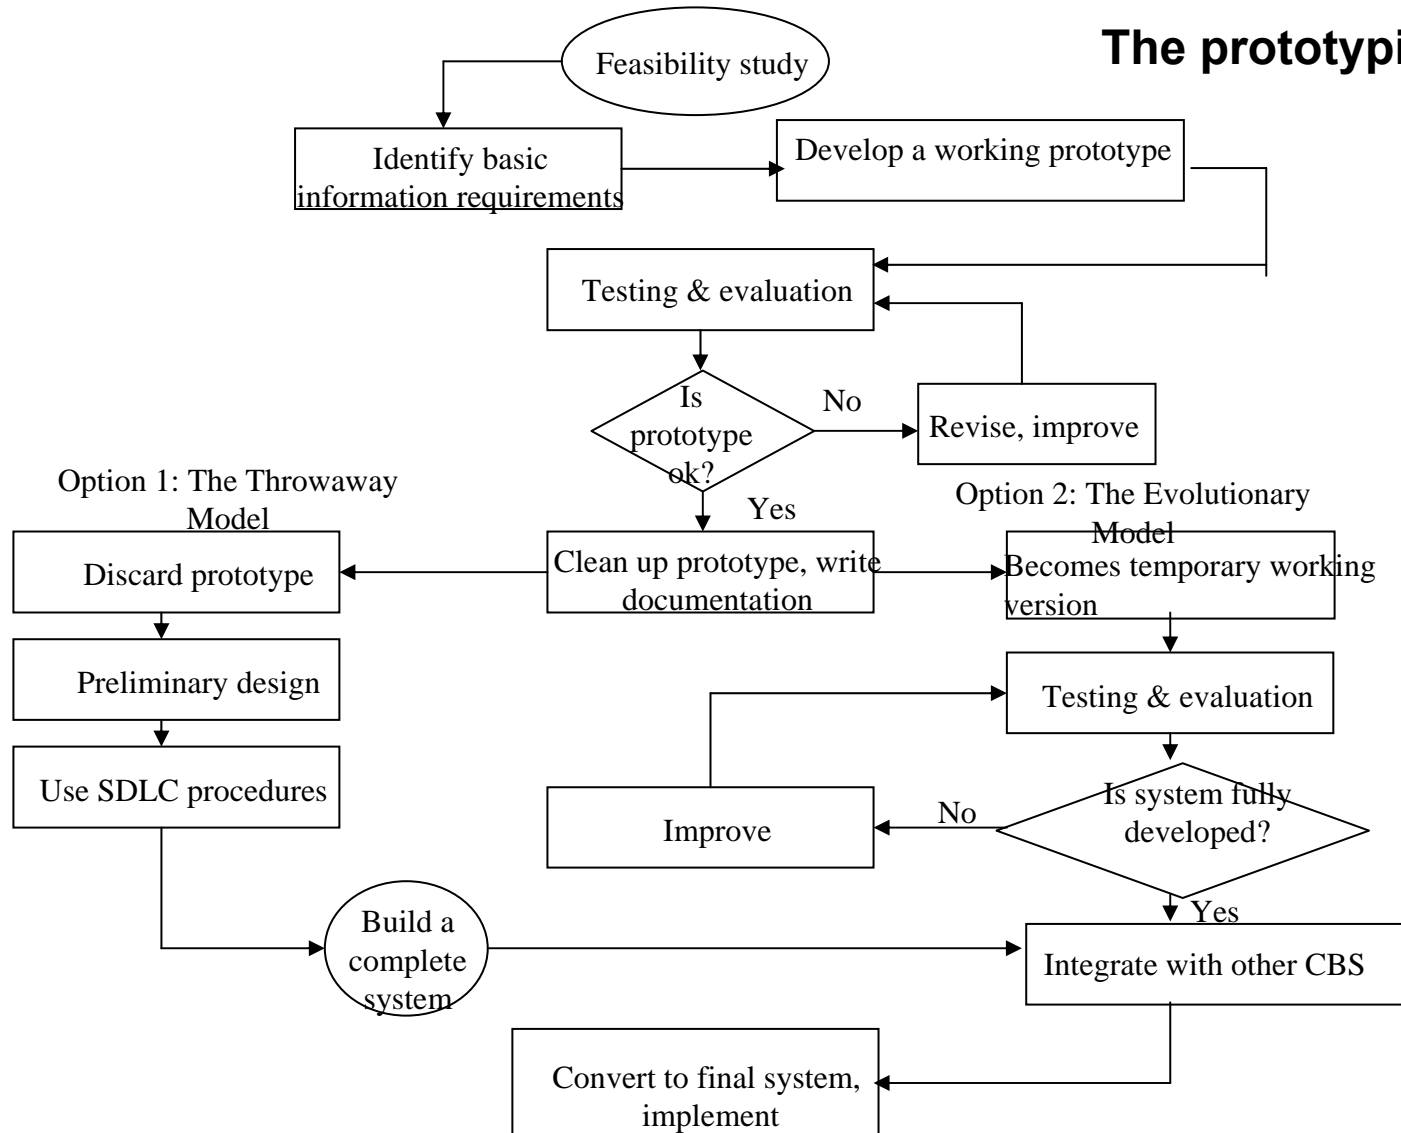 The prototypi
Feasibility study
Identify basic
information requirements
Develop a working prototype
Testing & evaluation
Is
prototype
ok?
No
Revise, improve
Yes
Option 1: The Throwaway
Model
Option 2: The Evolutionary
Model
Discard prototype
Clean up prototype, write
documentation
Becomes temporary working
version
Preliminary design
Testing & evaluation
Use SDLC procedures
Improve
No
Is system fully
developed?
Yes
Build a
complete
system
Integrate with other CBS
Convert to final system,
implement